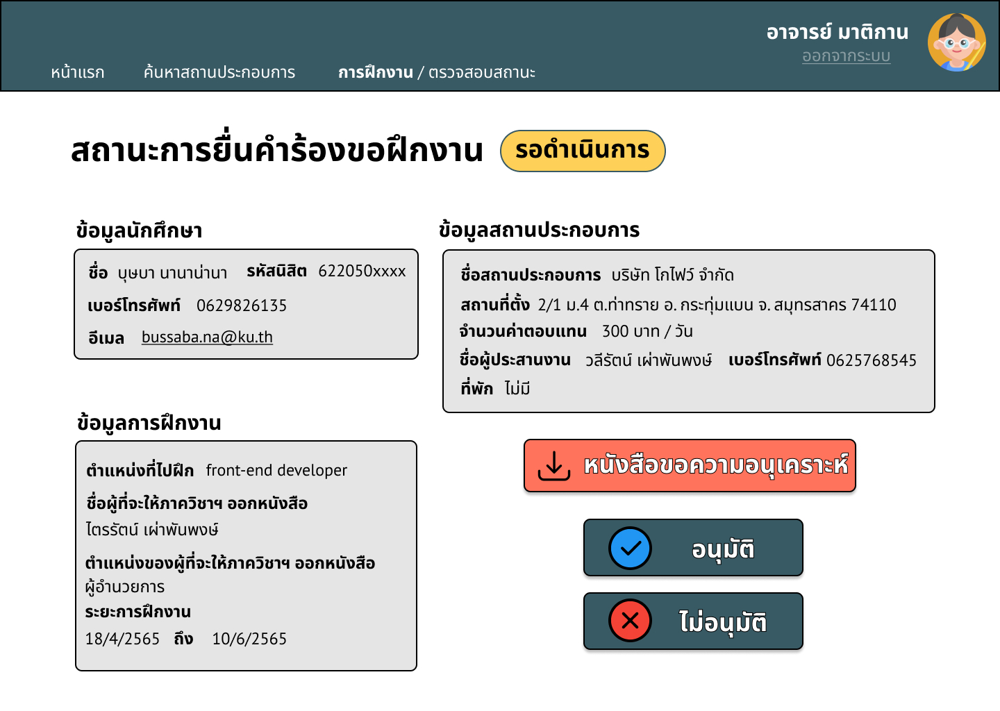 อาจารย์ มาติกาน
ออกจากระบบ
หน้าแรก ค้นหาสถานประกอบการ การฝึกงาน / ตรวจสอบสถานะ
สถานะการยื่นคำร้องขอฝึกงาน รอดำเนินการ
ข้อมูลนักศึกษา
ชื่อ บุษบา นานาน่านา รหัสนิสิต 622050xxxx
เบอร์โทรศัพท์ 0629826135
อีเมล bussaba.na@ku.th
ข้อมูลสถานประกอบการ
ชื่อสถานประกอบการ บริษัท โกไฟว์ จำกัด
สถานที่ตั้ง 2/1 ม.4 ต.ท่าทราย อ. กระทุ่มแบน จ. สมุทรสาคร 74110
จำนวนค่าตอบแทน 300 บาท / วัน
ชื่อผู้ประสานงาน วลีรัตน์ เผ่าพันพงษ์ เบอร์โทรศัพท์ 0625768545
ที่พัก ไม่มี
ข้อมูลการฝึกงาน
ตำแหน่งที่ไปฝึก front-end developer
ชื่อผู้ที่จะให้ภาควิชาฯ ออกหนังสือ
ไตรรัตน์ เผ่าพันพงษ์
ตำแหน่งของผู้ที่จะให้ภาควิชาฯ ออกหนังสือ
ผู้อำนวยการ
ระยะการฝึกงาน
18/4/2565 ถึง 10/6/2565
หนังสือขอความอนุเคราะห์
อนุมัติ
ไม่อนุมัติ